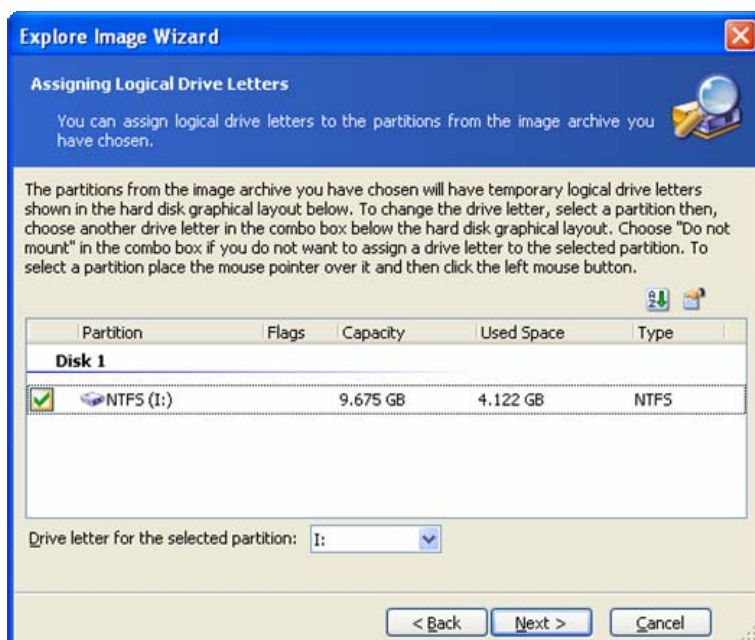 Explore Image Wizard
Assigning Logical Drive Letters
You can assign logical drive letters to the partitions from the image archive you
have chosen.
The partitions from the image archive you have chosen will have temporary logical drive letters
shown in the hard disk graphical layout below. To change the drive letter, select a partition then,
choose another drive letter in the combo box below the hard disk graphical layout. Choose "Do not
mount" in the combo box if you do not want to assign a drive letter to the selected partition. To
select a partition place the mouse pointer over it and then click the left mouse button.
Partition Flags Capacity Used Space Type
Disk 1
NTFS (I:) 9.675 GB 4.122 GB NTFS
Drive letter for the selected partition: I:
< Back Next > Cancel